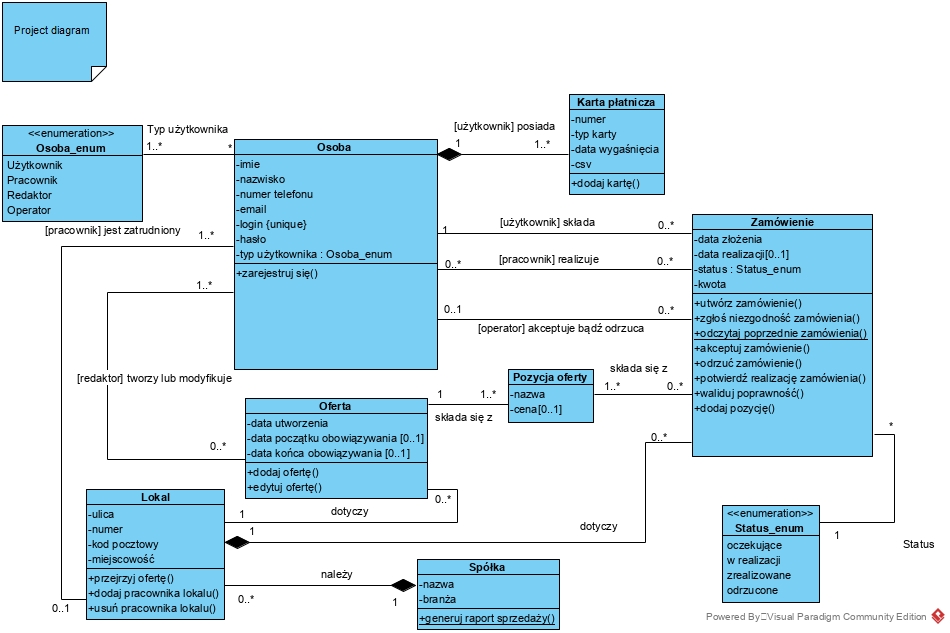 Project diagram
<<enumeration>>
Osoba_enum
Użytkownik
Pracownik
Redaktor
Operator
Typ użytkownika
1..*
*
Osoba
-imie
-nazwisko
-numer telefonu
-email
-login {unique}
-hasło
-typ użytkownika : Osoba_enum
+zarejestruj się()
[użytkownik] posiada
1
1..*
Karta płatnicza
-numer
-typ karty
-data wygaśnięcia
-csv
+dodaj kartę()
[pracownik] jest zatrudniony
1..*
[użytkownik] składa
1
0..*
[pracownik] realizuje
0..*
0..*
0..1
0..*
[operator] akceptuje bądź odrzuca
Zamówienie
-data złożenia
-data realizacji[0..1]
-status : Status_enum
-kwota
+utwórz zamówienie()
+zgłoś niezgodność zamówienia()
+odczytaj poprzednie zamówienia()
+akceptuj zamówienie()
+odrzuć zamówienie()
+potwierdź realizację zamówienia()
+waliduj poprawność()
+dodaj pozycję()
1..*
[redaktor] tworzy lub modyfikuje
0..*
Oferta
-data utworzenia
-data początku obowiązywania [0..1]
-data końca obowiązywania [0..1]
+dodaj ofertę()
+edytuj ofertę()
1
1..*
składa się z
Pozycja oferty
-nazwa
-cena[0..1]
składa się z
1..*
0..*
0..*
*
Lokal
-ulica
-numer
-kod pocztowy
-miejscowość
+przejrzyj ofertę()
+dodaj pracownika lokalu()
+usuń pracownika lokalu()
0..1
1
dotyczy
0..*
1
dotyczy
należy
0..*
1
Spółka
-nazwa
-branża
+generuj raport sprzedaży()
<<enumeration>>
Status_enum
oczekujące
w realizacji
zrealizowane
odrzucone
1
Status
Powered By Visual Paradigm Community Edition